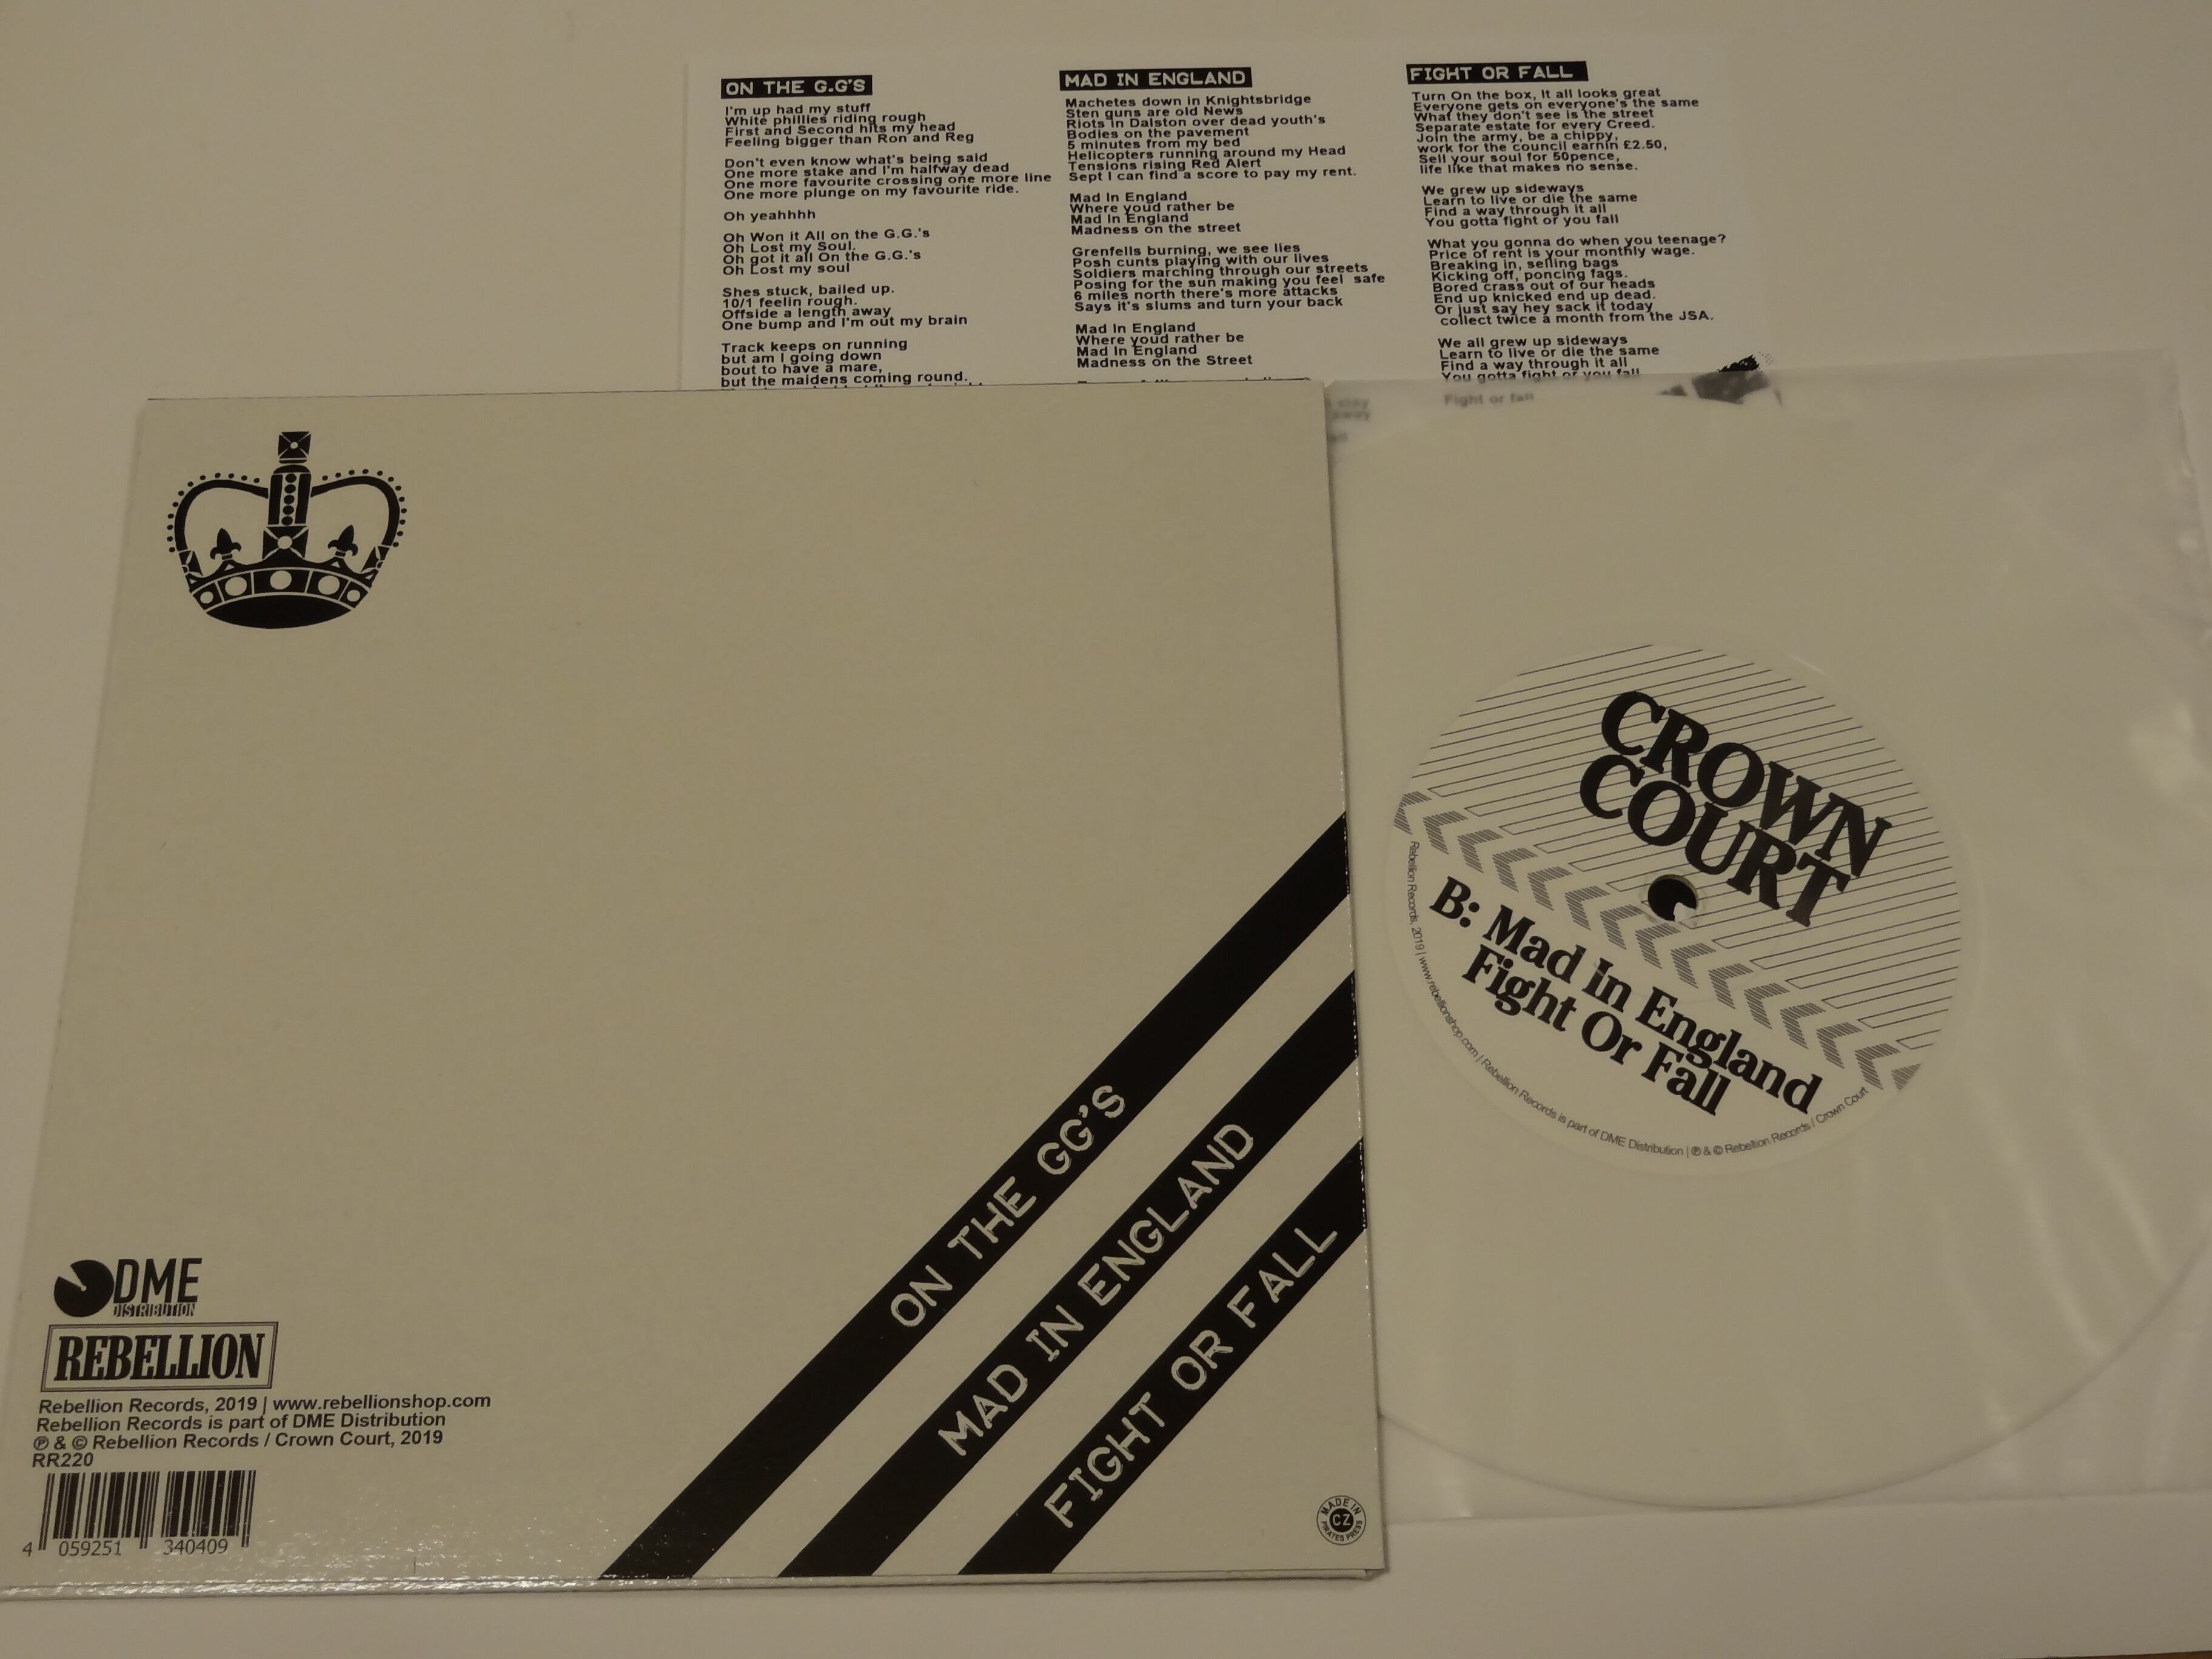 ON THE G.G'S
I'm up had my stuff
White phillies riding rough
First and Second hits my head
Feeling bigger than Ron and Reg
Don't even know what's being said
One more stake and I'm halfway dead
One more favourite crossing one more line
One more plunge on my favourite ride.
Oh yeahhhh
Oh Won it All on the G.G.'s
Oh Lost my Soul.
Oh got it all On the G.G.'s
Oh Lost my soul
Shes stuck, bailed up.
10/1 feelin rough.
Offside a length away
One bump and I'm out my brain
Track keeps on running
but am I going down
bout to have a mare,
but the maidens coming round.
MAD IN ENGLAND
Machetes down in Knightsbridge
Sten guns are old News
Riots in Dalston over dead youth's
Bodies on the pavement
5 minutes from my bed
Helicopters running around my Head
Tensions rising Red Alert
Sept I can find a score to pay my rent.
Mad In England
Where youd rather be
Mad In England
Madness on the street
Grenfells burning, we see lies
Posh cunts playing with our lives
Soldiers marching through our streets
Posing for the sun making you feel safe
6 miles north there's more attacks
Says it's slums and turn your back
Mad In England
Where youd rather be
Mad In England
Madness on the Street
FIGHT OR FALL
Turn On the box, It all looks great
Everyone gets on everyone's the same
What they don't see is the street
Separate estate for every Creed.
Join the army, be a chippy,
work for the council earnin £2.50,
Sell your soul for 50pence,
life like that makes no sense.
We grew up sideways
Learn to live or die the same
Find a way through it all
You gotta fight or you fall
What you gonna do when you teenage?
Price of rent is your monthly wage.
Breaking in, selling bags
Kicking off, poncing fags.
Bored crass out of our heads
End up knicked end up dead.
Or just say hey sack it today
collect twice a month from the JSA.
We all grew up sideways
Learn to live or die the same
Find a way through it all
You gotta fight or you fall
Fight or fall
ON THE GG'S
MAD IN ENGLAND
FIGHT OR FALL
DME
DISTRIBUTION
REBELLION
Rebellion Records, 2019 | www.rebellionshop.com
Rebellion Records is part of DME Distribution
℗ & © Rebellion Records / Crown Court, 2019
RR220
4 059251 340409
MADE IN
CZ
PIRATES PRESS
CROWN
COURT
B: Mad In England
Fight Or Fall
Rebellion Records, 2019 | www.rebellionshop.com | Rebellion Records is part of DME Distribution | ℗ & © Rebellion Records / Crown Court